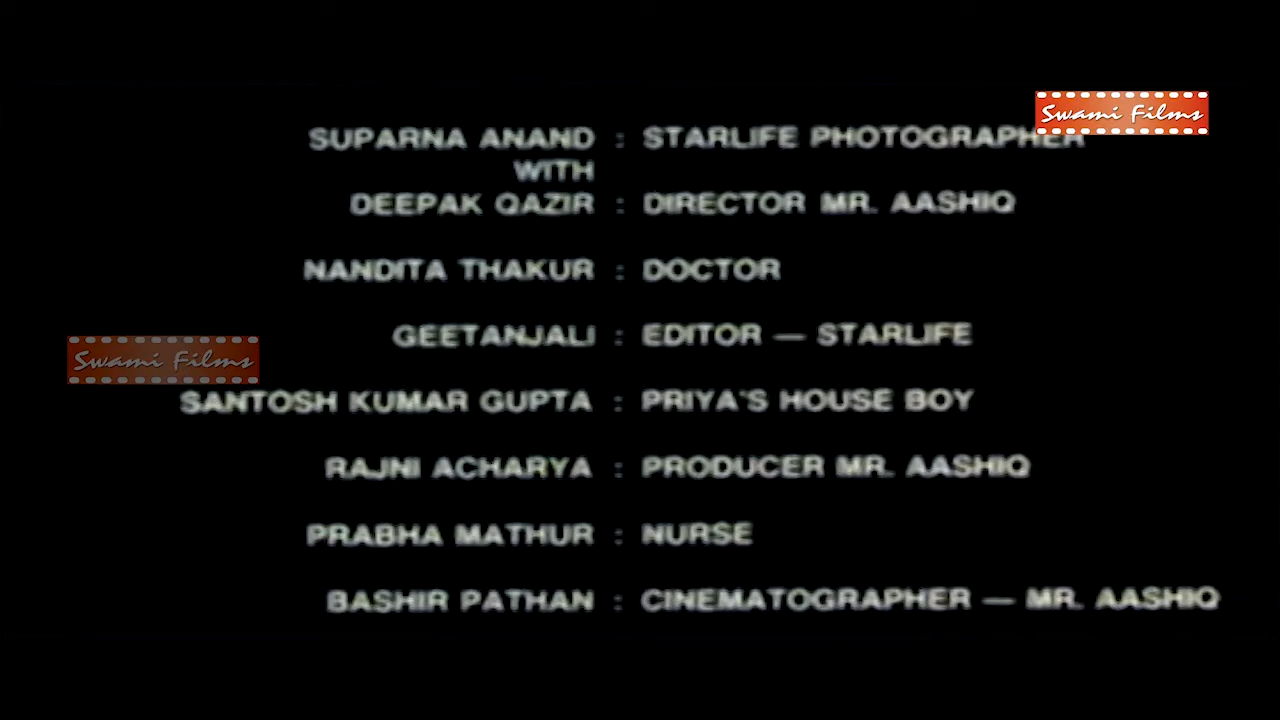 Swami Films
SUPARNA ANAND : STARLIFE PHOTOGRAPHER
WITH
DEEPAK QAZIR : DIRECTOR MR. AASHIQ
NANDITA THAKUR : DOCTOR
GEETANJALI : EDITOR — STARLIFE
Swami Films
SANTOSH KUMAR GUPTA : PRIYA'S HOUSE BOY
RAJNI ACHARYA : PRODUCER MR. AASHIQ
PRABHA MATHUR : NURSE
BASHIR PATHAN : CINEMATOGRAPHER — MR. AASHIQ